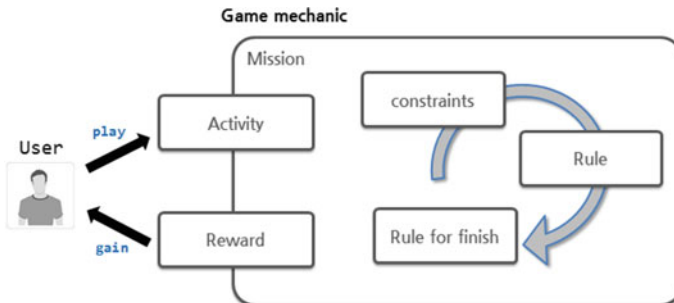 Game mechanic
Mission
constraints
Activity
play
User
Rule
Reward
Rule for finish
gain